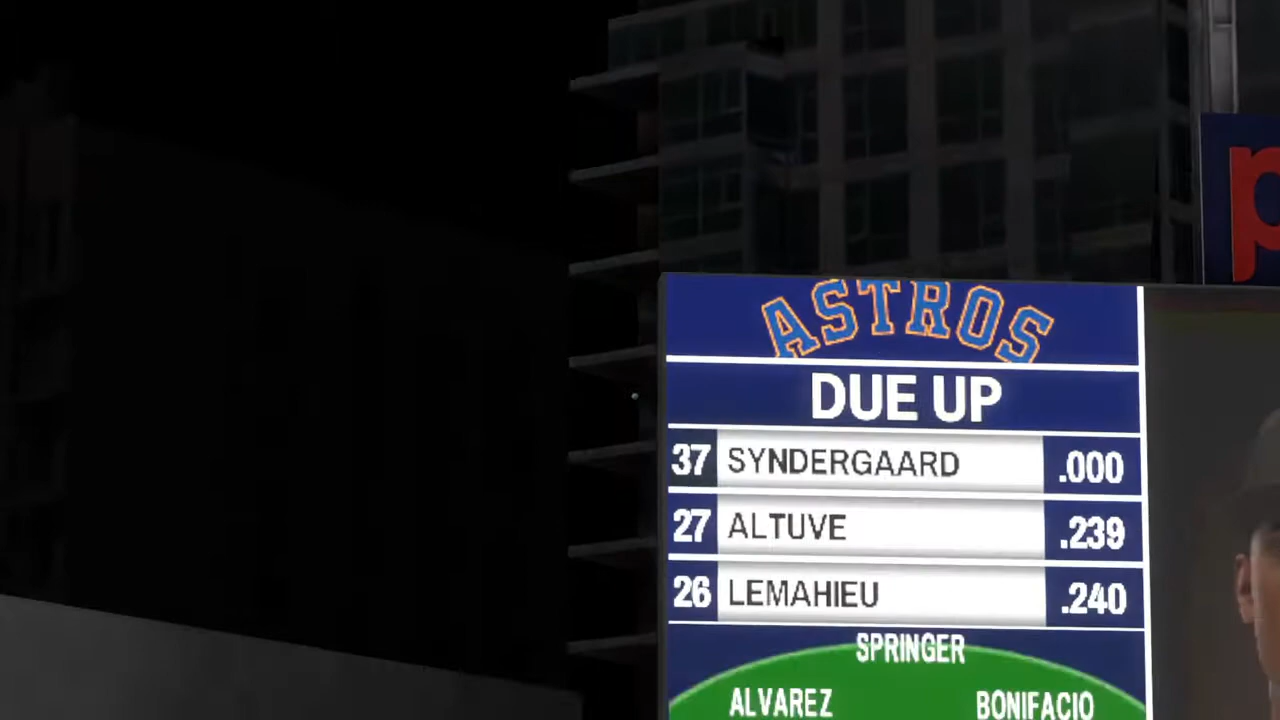 p
ASTROS
DUE UP
37 SYNDERGAARD .000
27 ALTUVE .239
26 LEMAHIEU .240
SPRINGER
ALVAREZ BONIFACIO